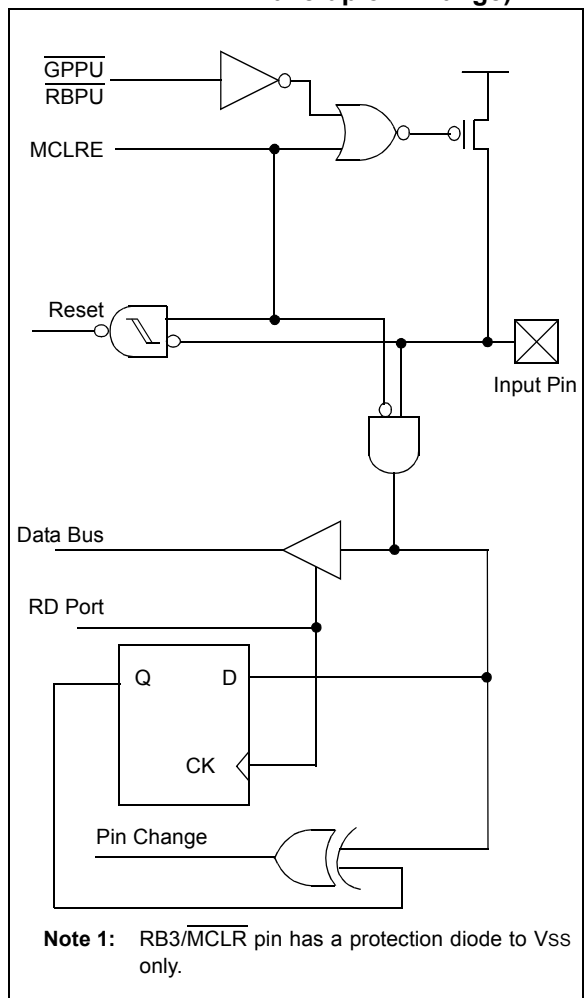 GPPU
RBPU
MCLRE
Reset
Input Pin
Data Bus
RD Port
Q D
CK
Pin Change
Note 1: RB3/MCLR pin has a protection diode to VSS
only.